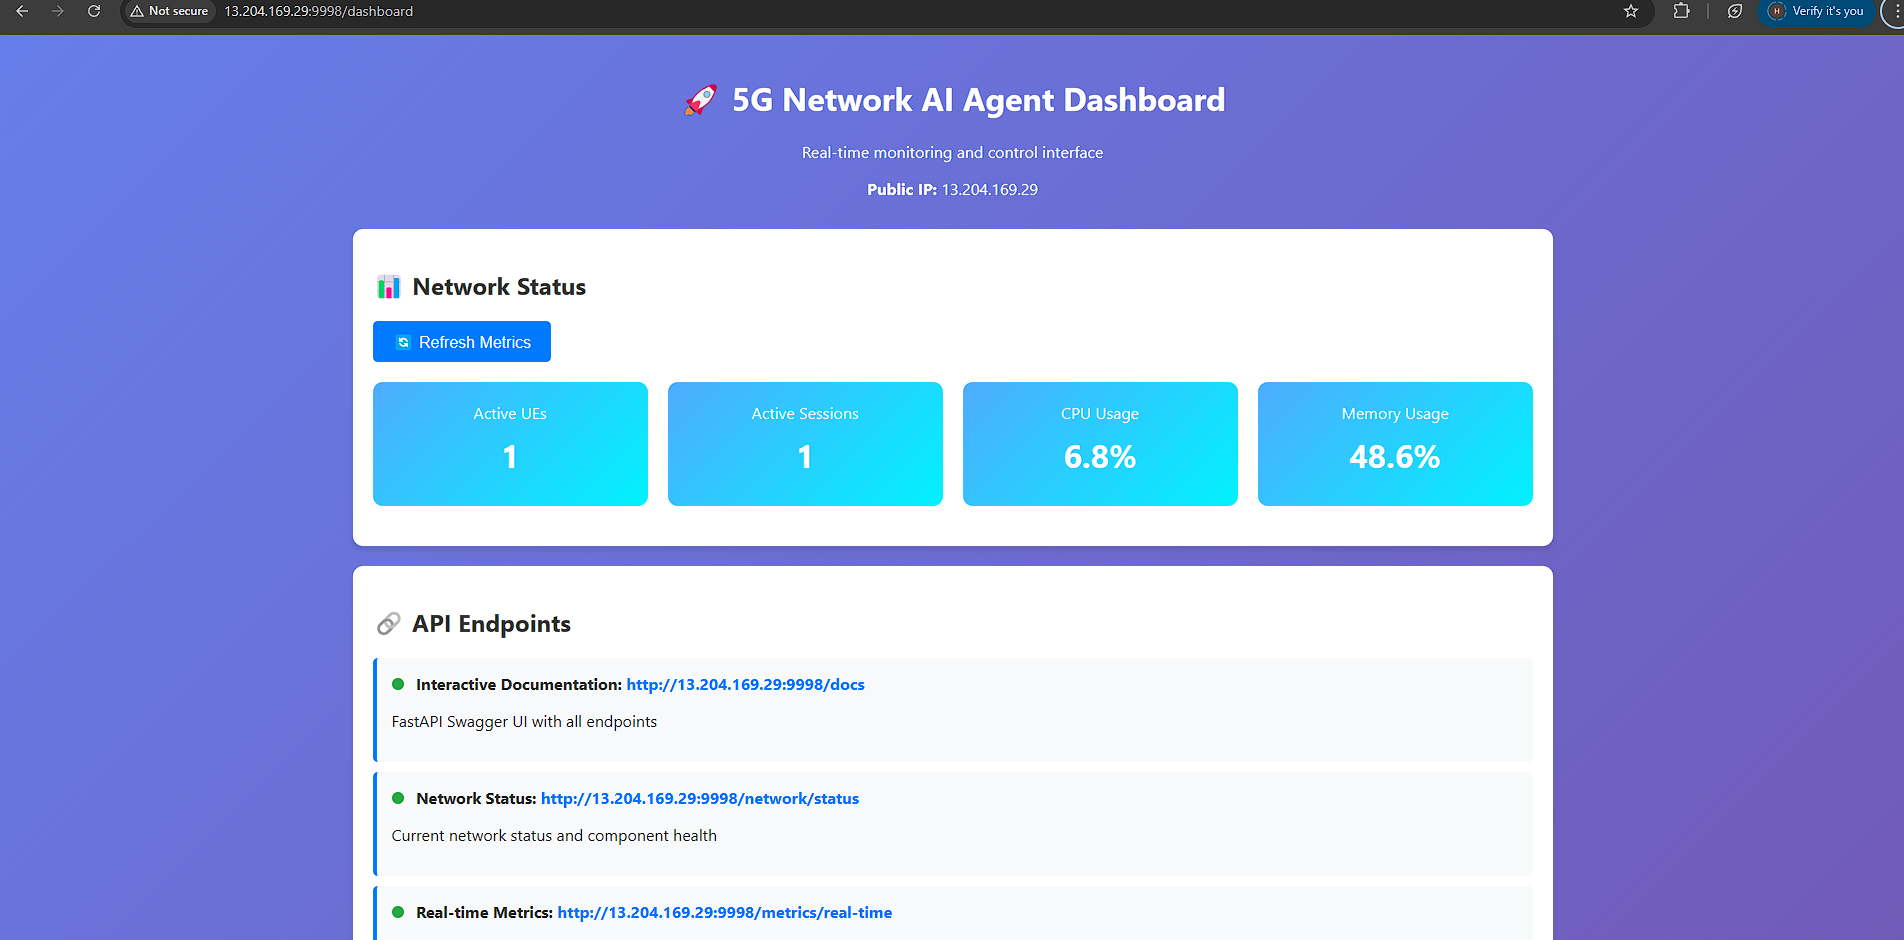 Not secure 13.204.169.29:9998/dashboard H Verify it's you
5G Network AI Agent Dashboard
Real-time monitoring and control interface
Public IP: 13.204.169.29
Network Status
Refresh Metrics
Active UEs
1
Active Sessions
1
CPU Usage
6.8%
Memory Usage
48.6%
API Endpoints
Interactive Documentation: http://13.204.169.29:9998/docs
FastAPI Swagger UI with all endpoints
Network Status: http://13.204.169.29:9998/network/status
Current network status and component health
Real-time Metrics: http://13.204.169.29:9998/metrics/real-time